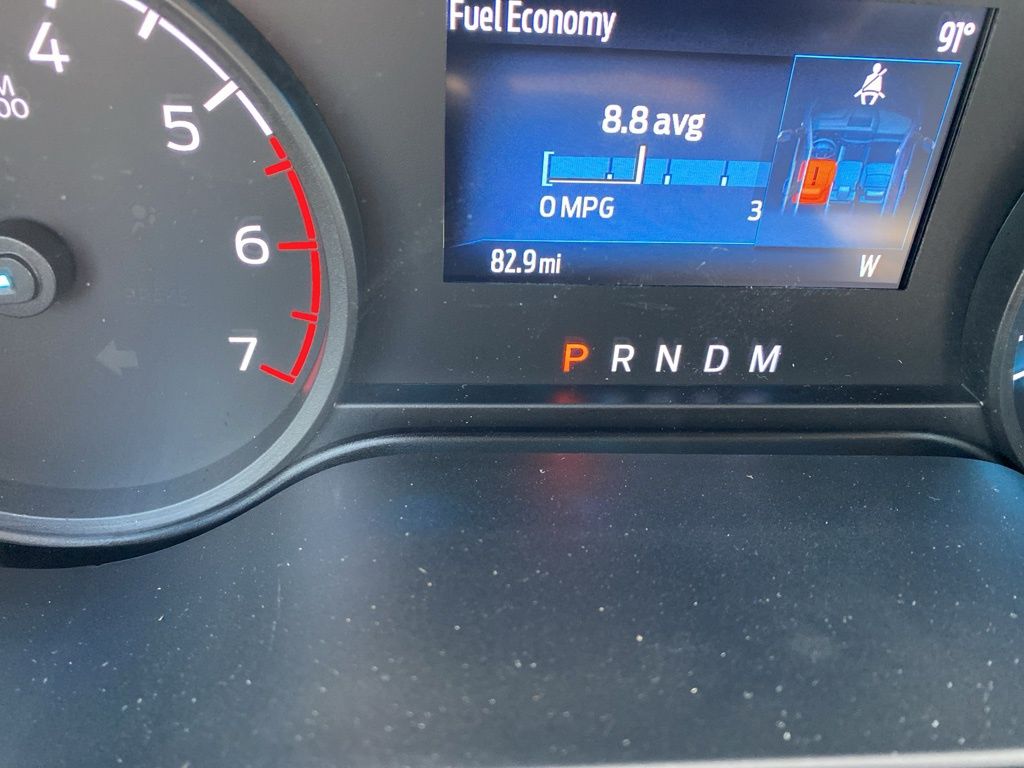 Fuel Economy
91°
8.8 avg
0 MPG
3
82.9 mi
W
P R N D M
4
5
6
7